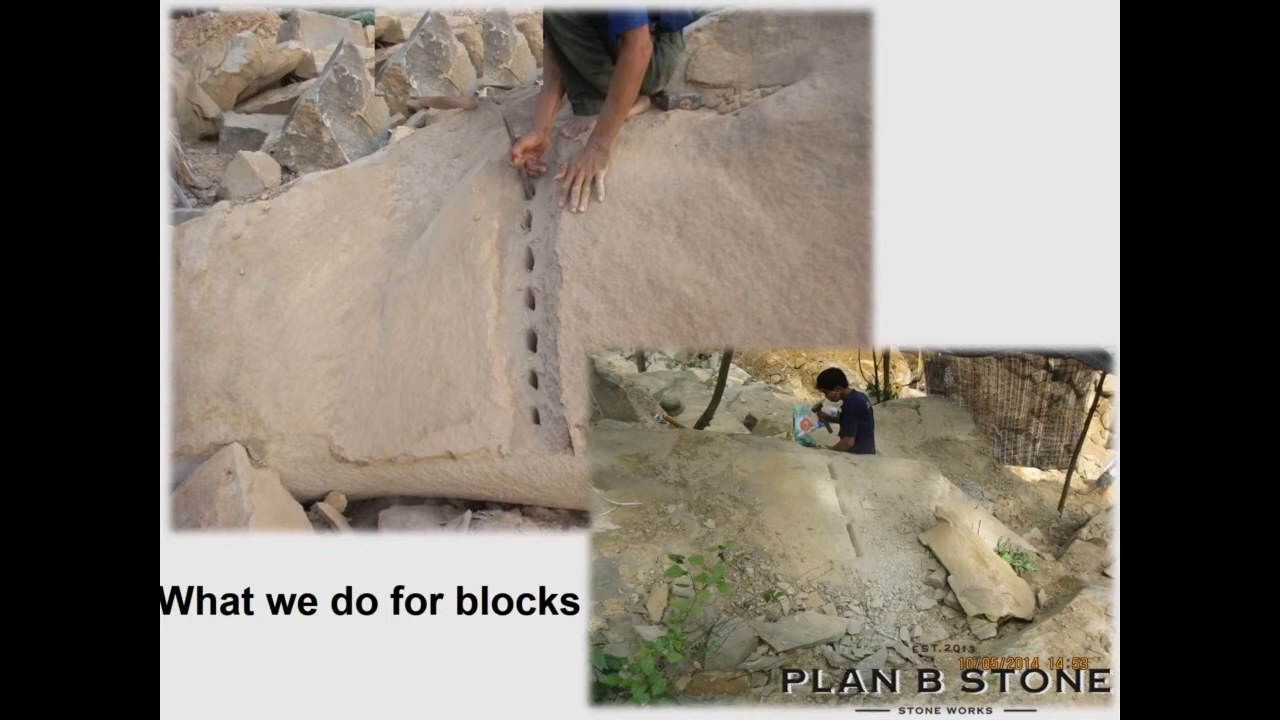 What we do for blocks
EST.2013
10/05/2014 14:53
PLAN B STONE
STONE WORKS